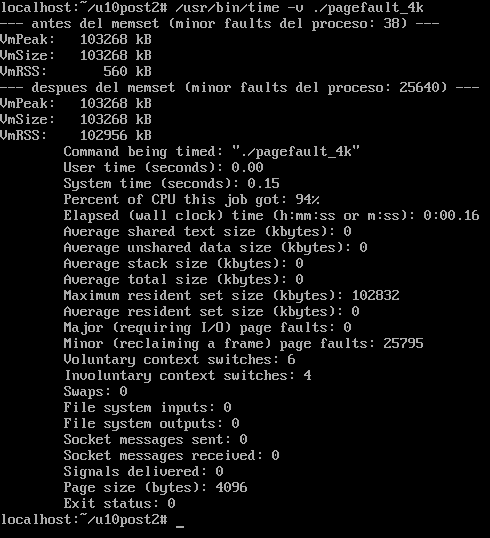 localhost:~/u10post2# /usr/bin/time -v ./pagefault_4k
--- antes del memset (minor faults del proceso: 38) ---
VmPeak:   103268 kB
VmSize:   103268 kB
VmRSS:       560 kB
--- despues del memset (minor faults del proceso: 25640) ---
VmPeak:   103268 kB
VmSize:   103268 kB
VmRSS:    102956 kB
        Command being timed: "./pagefault_4k"
        User time (seconds): 0.00
        System time (seconds): 0.15
        Percent of CPU this job got: 94%
        Elapsed (wall clock) time (h:mm:ss or m:ss): 0:00.16
        Average shared text size (kbytes): 0
        Average unshared data size (kbytes): 0
        Average stack size (kbytes): 0
        Average total size (kbytes): 0
        Maximum resident set size (kbytes): 102832
        Average resident set size (kbytes): 0
        Major (requiring I/O) page faults: 0
        Minor (reclaiming a frame) page faults: 25795
        Voluntary context switches: 6
        Involuntary context switches: 4
        Swaps: 0
        File system inputs: 0
        File system outputs: 0
        Socket messages sent: 0
        Socket messages received: 0
        Signals delivered: 0
        Page size (bytes): 4096
        Exit status: 0
localhost:~/u10post2# _